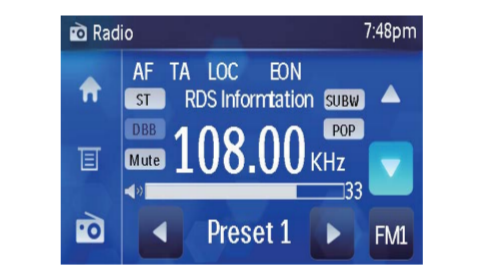 Radio 7:48pm
AF TA LOC EON
ST RDS Informtation SUBW
DBB POP
Mute 108.00 KHz
33
Preset 1 FM1